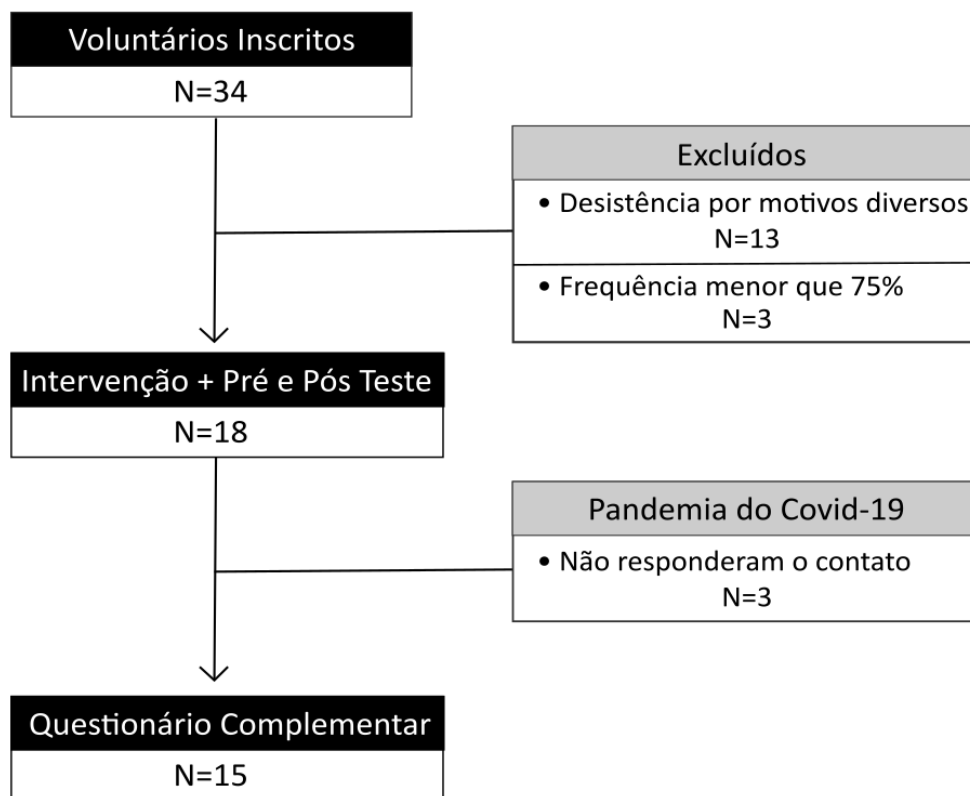 Voluntários Inscritos
N=34
Excluídos
• Desistência por motivos diversos
N=13
• Frequência menor que 75%
N=3
Intervenção + Pré e Pós Teste
N=18
Pandemia do Covid-19
• Não responderam o contato
N=3
Questionário Complementar
N=15